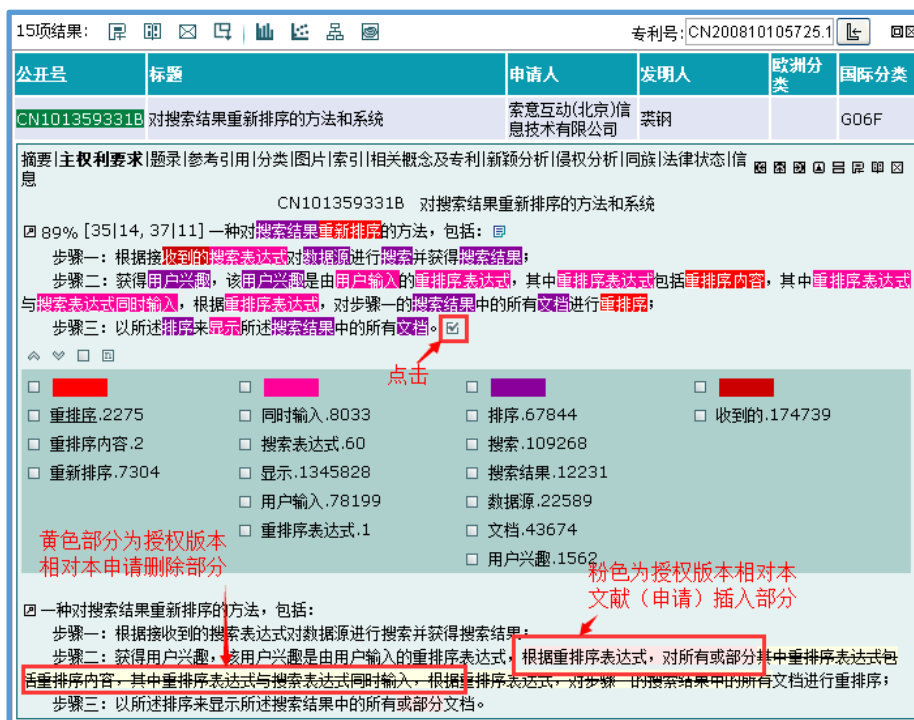 15项结果: 专利号: CN200810105725.1
公开号 标题 申请人 发明人 欧洲分类 国际分类
CN101359331B 对搜索结果重新排序的方法和系统 索意互动(北京)信息技术有限公司 裘钢 G06F
摘要|主权利要求|题录|参考引用|分类|图片|索引|相关概念及专利|新颖分析|侵权分析|同族|法律状态|信
息
CN101359331B 对搜索结果重新排序的方法和系统
89% [35|14, 37|11] 一种对搜索结果重新排序的方法，包括：
步骤一：根据接收到的搜索表达式对数据源进行搜索并获得搜索结果；
步骤二：获得用户兴趣，该用户兴趣是由用户输入的重排序表达式，其中重排序表达式包括重排序内容，其中重排序表达式
与搜索表达式同时输入，根据重排序表达式，对步骤一的搜索结果中的所有文档进行重排序；
步骤三：以所述排序来显示所述搜索结果中的所有文档。
点击
重排序.2275 同时输入.8033 排序.67844 收到的.174739
重排序内容.2 搜索表达式.60 搜索.109268
重新排序.7304 显示.1345828 搜索结果.12231
用户输入.78199 数据源.22589
重排序表达式.1 文档.43674
用户兴趣.1562
黄色部分为授权版本
相对本申请删除部分
粉色为授权版本相对本
文献（申请）插入部分
一种对搜索结果重新排序的方法，包括：
步骤一：根据接收到的搜索表达式对数据源进行搜索并获得搜索结果；
步骤二：获得用户兴趣，该用户兴趣是由用户输入的重排序表达式，根据重排序表达式，对所有或部分其中重排序表达式包
括重排序内容，其中重排序表达式与搜索表达式同时输入，根据重排序表达式，对步骤一的搜索结果中的所有文档进行重排序；
步骤三：以所述排序来显示所述搜索结果中的所有或部分文档。